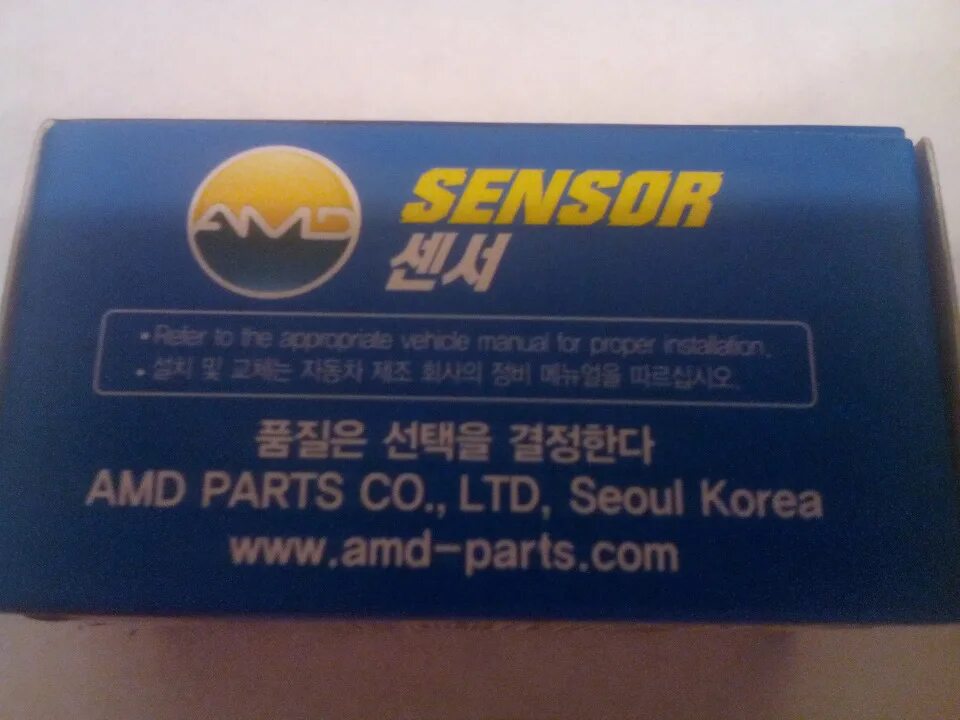 AMD
SENSOR
센서
• Refer to the appropriate vehicle manual for proper installation.
• 설치 및 교체는 자동차 제조 회사의 정비 메뉴얼을 따르십시오.
품질은 선택을 결정한다
AMD PARTS CO., LTD, Seoul Korea
www.amd-parts.com